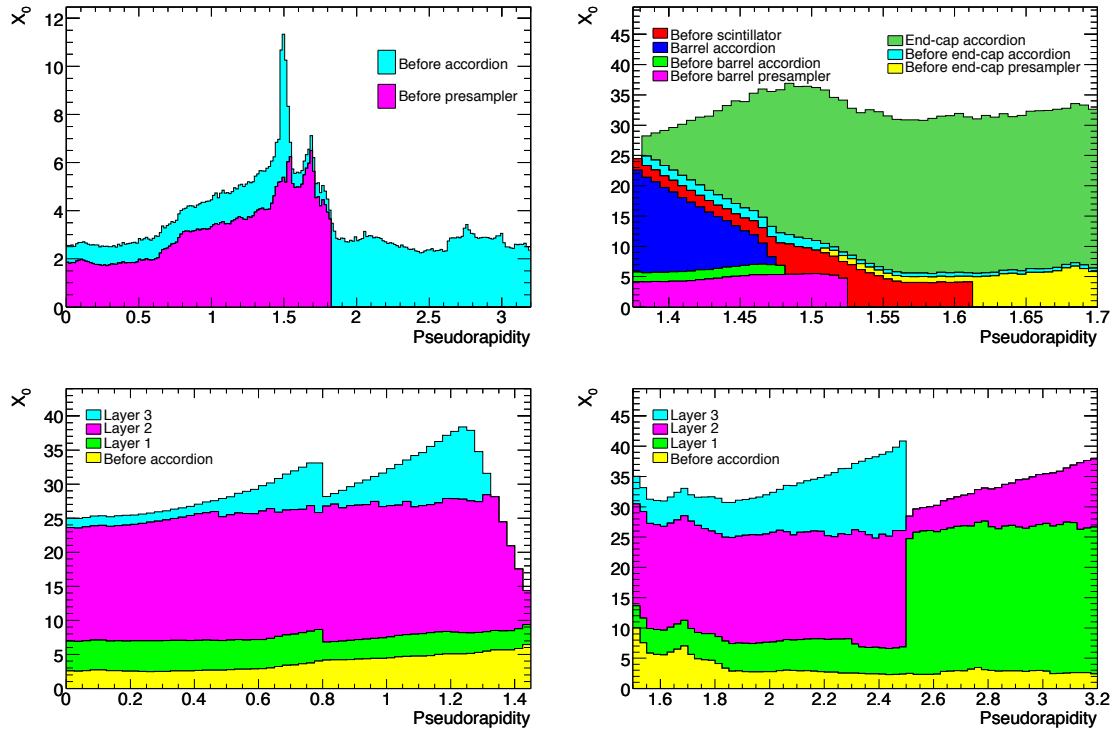 X0
12
10
8
6
4
2
0
Before accordion
Before presampler
0 0.5 1 1.5 2 2.5 3
Pseudorapidity
X0
45
40
35
30
25
20
15
10
5
0
Before scintillator
Barrel accordion
Before barrel accordion
Before barrel presampler
End-cap accordion
Before end-cap accordion
Before end-cap presampler
1.4 1.45 1.5 1.55 1.6 1.65 1.7
Pseudorapidity
X0
40
35
30
25
20
15
10
5
0
Layer 3
Layer 2
Layer 1
Before accordion
0 0.2 0.4 0.6 0.8 1 1.2 1.4
Pseudorapidity
X0
45
40
35
30
25
20
15
10
5
0
Layer 3
Layer 2
Layer 1
Before accordion
1.6 1.8 2 2.2 2.4 2.6 2.8 3 3.2
Pseudorapidity